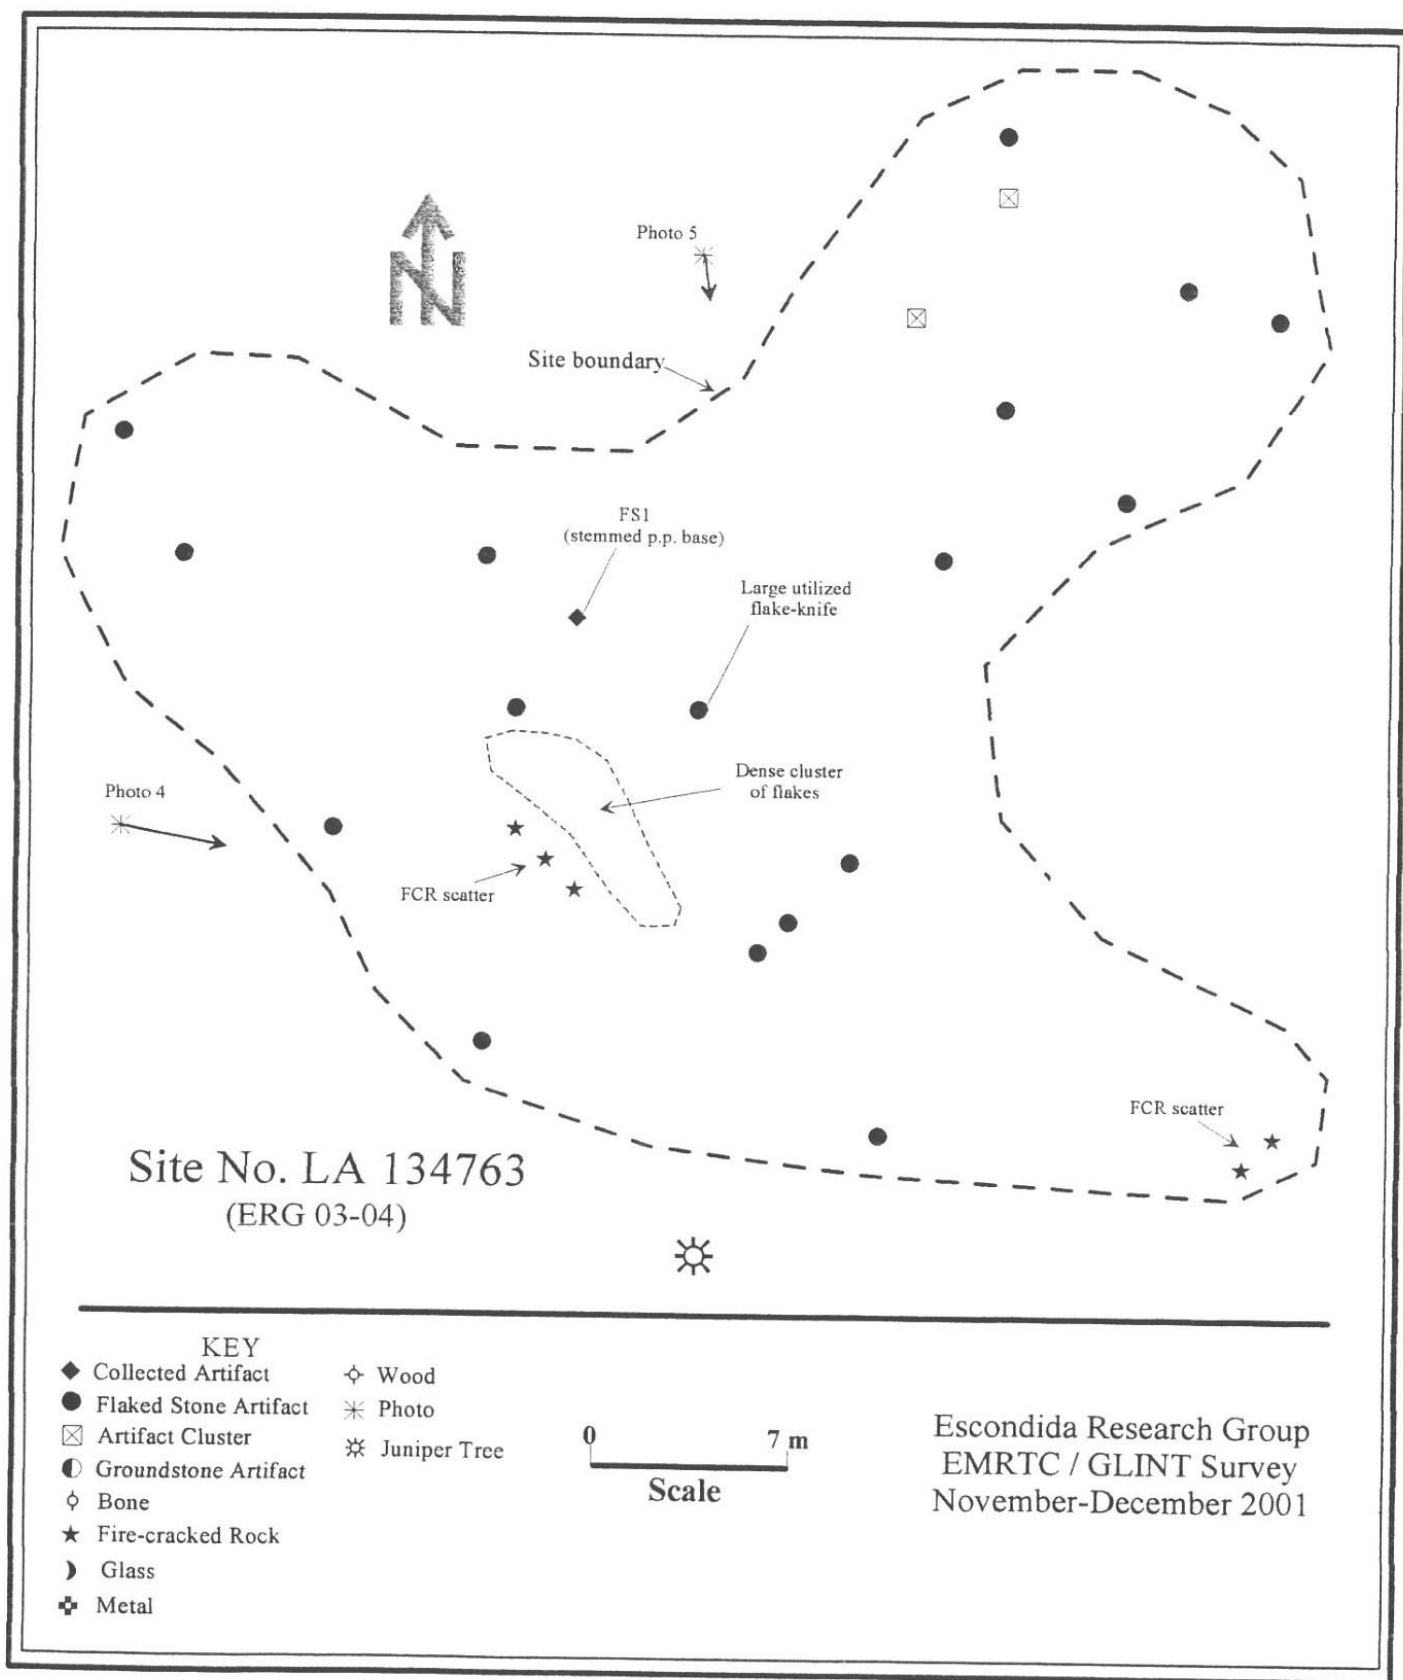 N
Photo 5
Site boundary
FS1
(stemmed p.p. base)
Large utilized
flake-knife
Dense cluster
of flakes
Photo 4
FCR scatter
FCR scatter
Site No. LA 134763
(ERG 03-04)
KEY
Collected Artifact
Flaked Stone Artifact
Artifact Cluster
Groundstone Artifact
Bone
Fire-cracked Rock
Glass
Metal
Wood
Photo
Juniper Tree
0 7 m
Scale
Escondida Research Group
EMRTC / GLINT Survey
November-December 2001